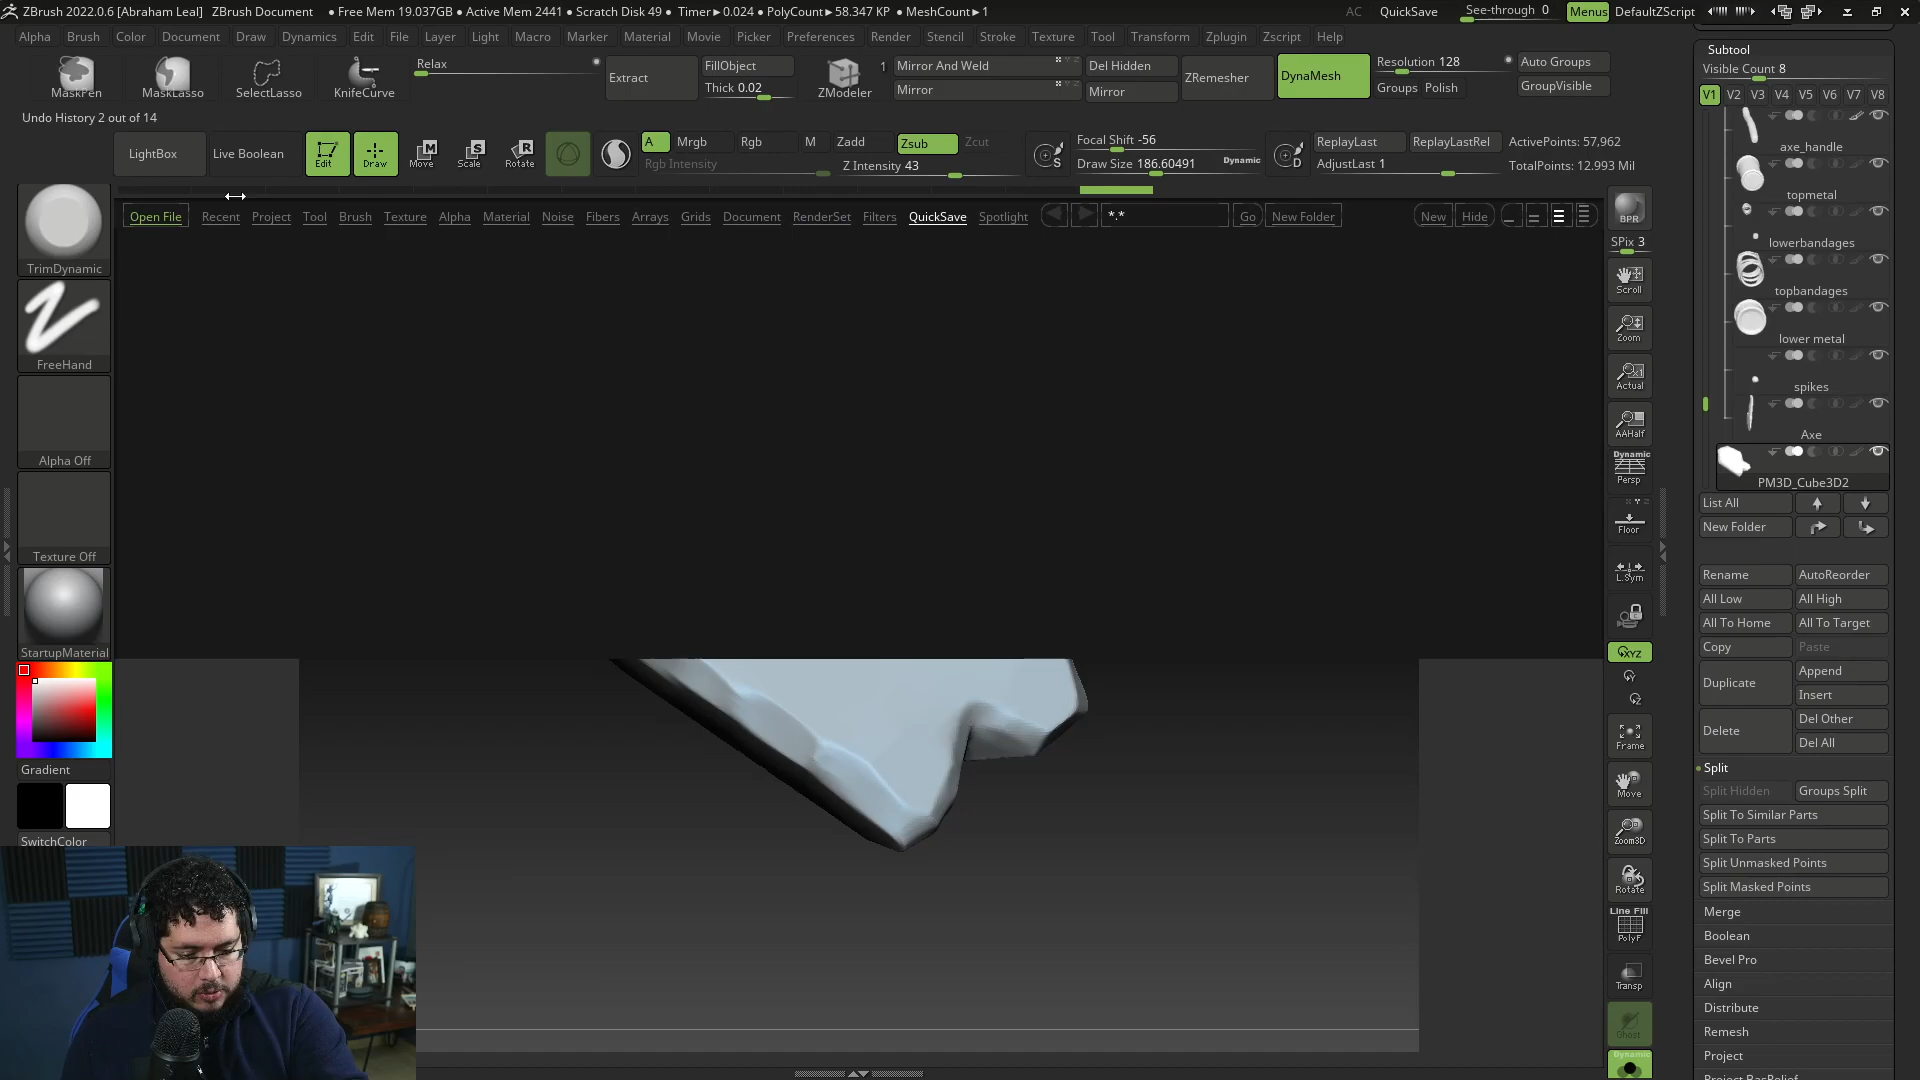 ZBrush 2022.0.6 [Abraham Leal] ZBrush Document • Free Mem 19.037GB • Active Mem 2441 • Scratch Disk 49 • Timer▸0.024 • PolyCount▸58.347 KP • MeshCount▸1 AC QuickSave See-through 0 Menus DefaultZScript
Alpha Brush Color Document Draw Dynamics Edit File Layer Light Macro Marker Material Movie Picker Preferences Render Stencil Stroke Texture Tool Transform Zplugin Zscript Help
MaskPen MaskLasso SelectLasso KnifeCurve Relax Extract FillObject Thick 0.02 1 ZModeler Mirror And Weld Mirror Del Hidden Mirror ZRemesher DynaMesh Resolution 128 Groups Polish Auto Groups GroupVisible
Undo History 2 out of 14
LightBox Live Boolean Edit Draw Move Scale Rotate A Mrgb Rgb M Zadd Zsub Zcut
Rgb Intensity Z Intensity 43
S Focal Shift -56 Draw Size 186.60491 Dynamic D ReplayLast ReplayLastRel AdjustLast 1 ActivePoints: 57,962 TotalPoints: 12.993 Mil
Open File Recent Project Tool Brush Texture Alpha Material Noise Fibers Arrays Grids Document RenderSet Filters QuickSave Spotlight *.* Go New Folder New Hide
TrimDynamic
FreeHand
Alpha Off
Texture Off
StartupMaterial
Gradient
SwitchColor
BPR
SPix 3
Scroll
Zoom
Actual
AAHalf
Dynamic
Persp
Floor
L.Sym
XYZ
Frame
Move
Zoom3D
Rotate
Line Fill
PolyF
Transp
Ghost
Dynamic
Subtool
Visible Count 8
V1 V2 V3 V4 V5 V6 V7 V8
axe_handle
topmetal
lowerbandages
topbandages
lower metal
spikes
Axe
PM3D_Cube3D2
List All
New Folder
Rename AutoReorder
All Low All High
All To Home All To Target
Copy Paste
Duplicate Append
Insert
Delete Del Other
Del All
Split
Split Hidden Groups Split
Split To Similar Parts
Split To Parts
Split Unmasked Points
Split Masked Points
Merge
Boolean
Bevel Pro
Align
Distribute
Remesh
Project
Project BasRelief